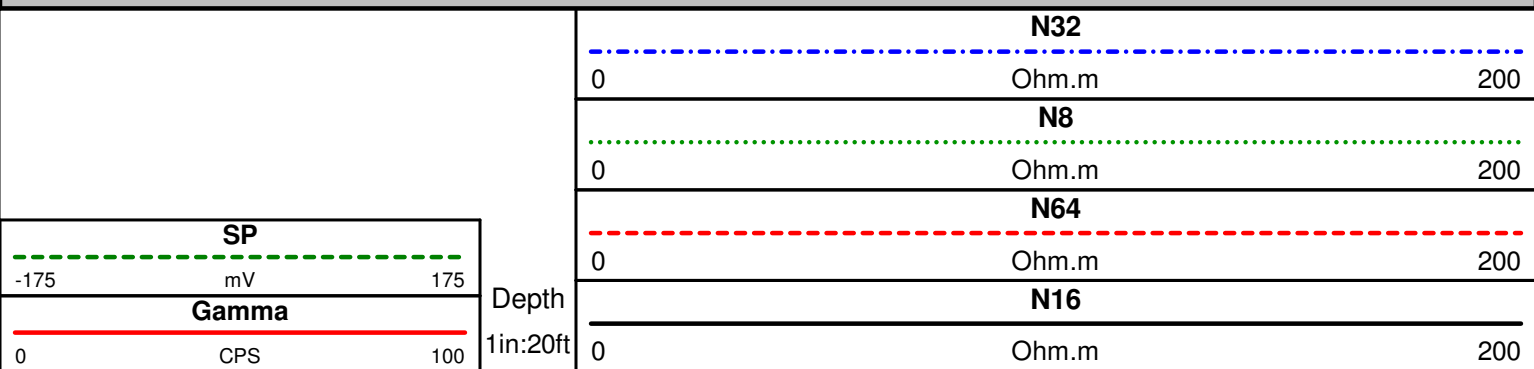 N32
0 Ohm.m 200
N8
0 Ohm.m 200
N64
0 Ohm.m 200
N16
0 Ohm.m 200
SP
-175 mV 175
Gamma
0 CPS 100
Depth
1in:20ft